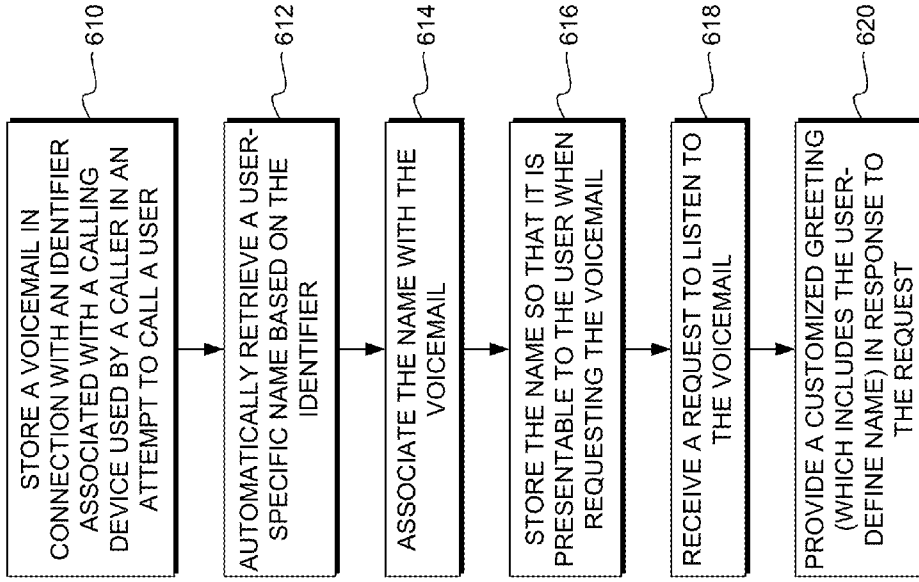 STORE A VOICEMAIL IN
CONNECTION WITH AN IDENTIFIER
ASSOCIATED WITH A CALLING
DEVICE USED BY A CALLER IN AN
ATTEMPT TO CALL A USER
610
AUTOMATICALLY RETRIEVE A USER-
SPECIFIC NAME BASED ON THE
IDENTIFIER
612
ASSOCIATE THE NAME WITH THE
VOICEMAIL
614
STORE THE NAME SO THAT IT IS
PRESENTABLE TO THE USER WHEN
REQUESTING THE VOICEMAIL
616
RECEIVE A REQUEST TO LISTEN TO
THE VOICEMAIL
618
PROVIDE A CUSTOMIZED GREETING
(WHICH INCLUDES THE USER-
DEFINE NAME) IN RESPONSE TO
THE REQUEST
620